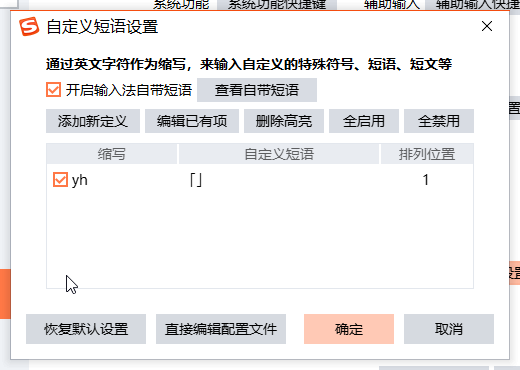 系统功能 系统功能快捷键 辅助输入 辅助输入快
自定义短语设置
通过英文字符作为缩写，来输入自定义的特殊符号、短语、短文等
开启输入法自带短语 查看自带短语
添加新定义 编辑已有项 删除高亮 全启用 全禁用
缩写 自定义短语 排列位置
yh 「」 1
恢复默认设置 直接编辑配置文件 确定 取消